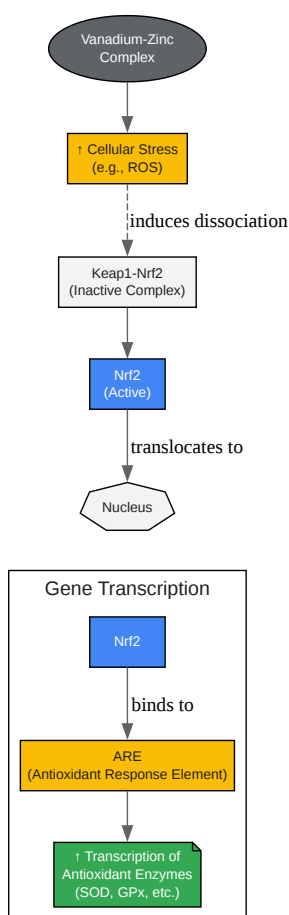 Vanadium-Zinc
Complex
↑ Cellular Stress
(e.g., ROS)
induces dissociation
Keap1-Nrf2
(Inactive Complex)
Nrf2
(Active)
translocates to
Nucleus
Gene Transcription
Nrf2
binds to
ARE
(Antioxidant Response Element)
↑ Transcription of
Antioxidant Enzymes
(SOD, GPx, etc.)